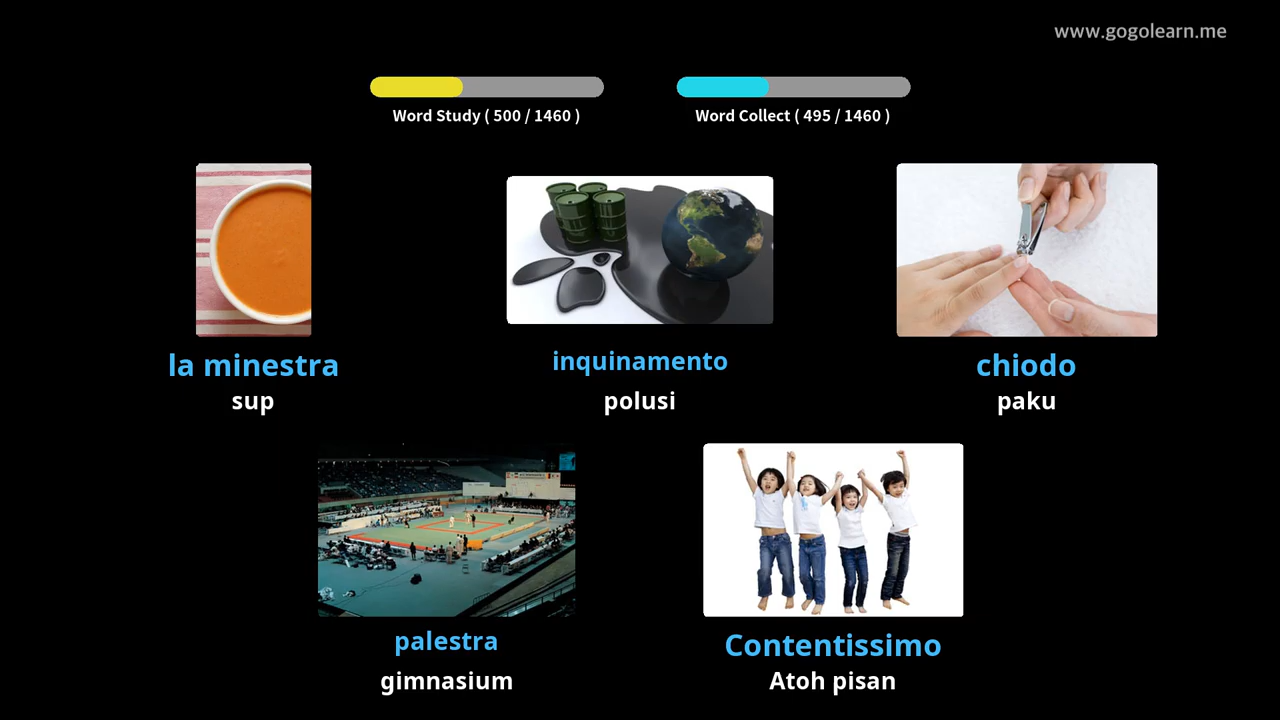 www.gogolearn.me
Word Study ( 500 / 1460 )
Word Collect ( 495 / 1460 )
la minestra
sup
inquinamento
polusi
chiodo
paku
palestra
gimnasium
Contentissimo
Atoh pisan